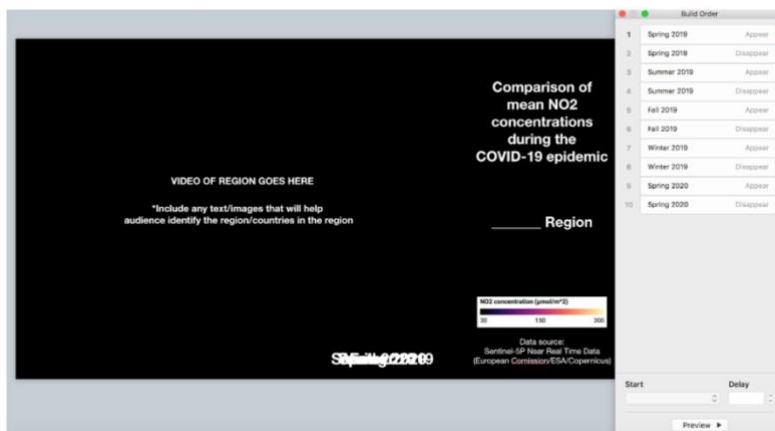 Build Order
1 Spring 2019 Appear
2 Spring 2019 Disappear
3 Summer 2019 Appear
4 Summer 2019 Disappear
5 Fall 2019 Appear
6 Fall 2019 Disappear
7 Winter 2019 Appear
8 Winter 2019 Disappear
9 Spring 2020 Appear
10 Spring 2020 Disappear
Comparison of
mean NO2
concentrations
during the
COVID-19 epidemic
VIDEO OF REGION GOES HERE
*Include any text/images that will help
audience identify the region/countries in the region
_______ Region
NO2 concentration (µmol/m^2)
30 150 300
Data source:
Sentinel-5P Near Real Time Data
(European Comission/ESA/Copernicus)
Start Delay
Preview